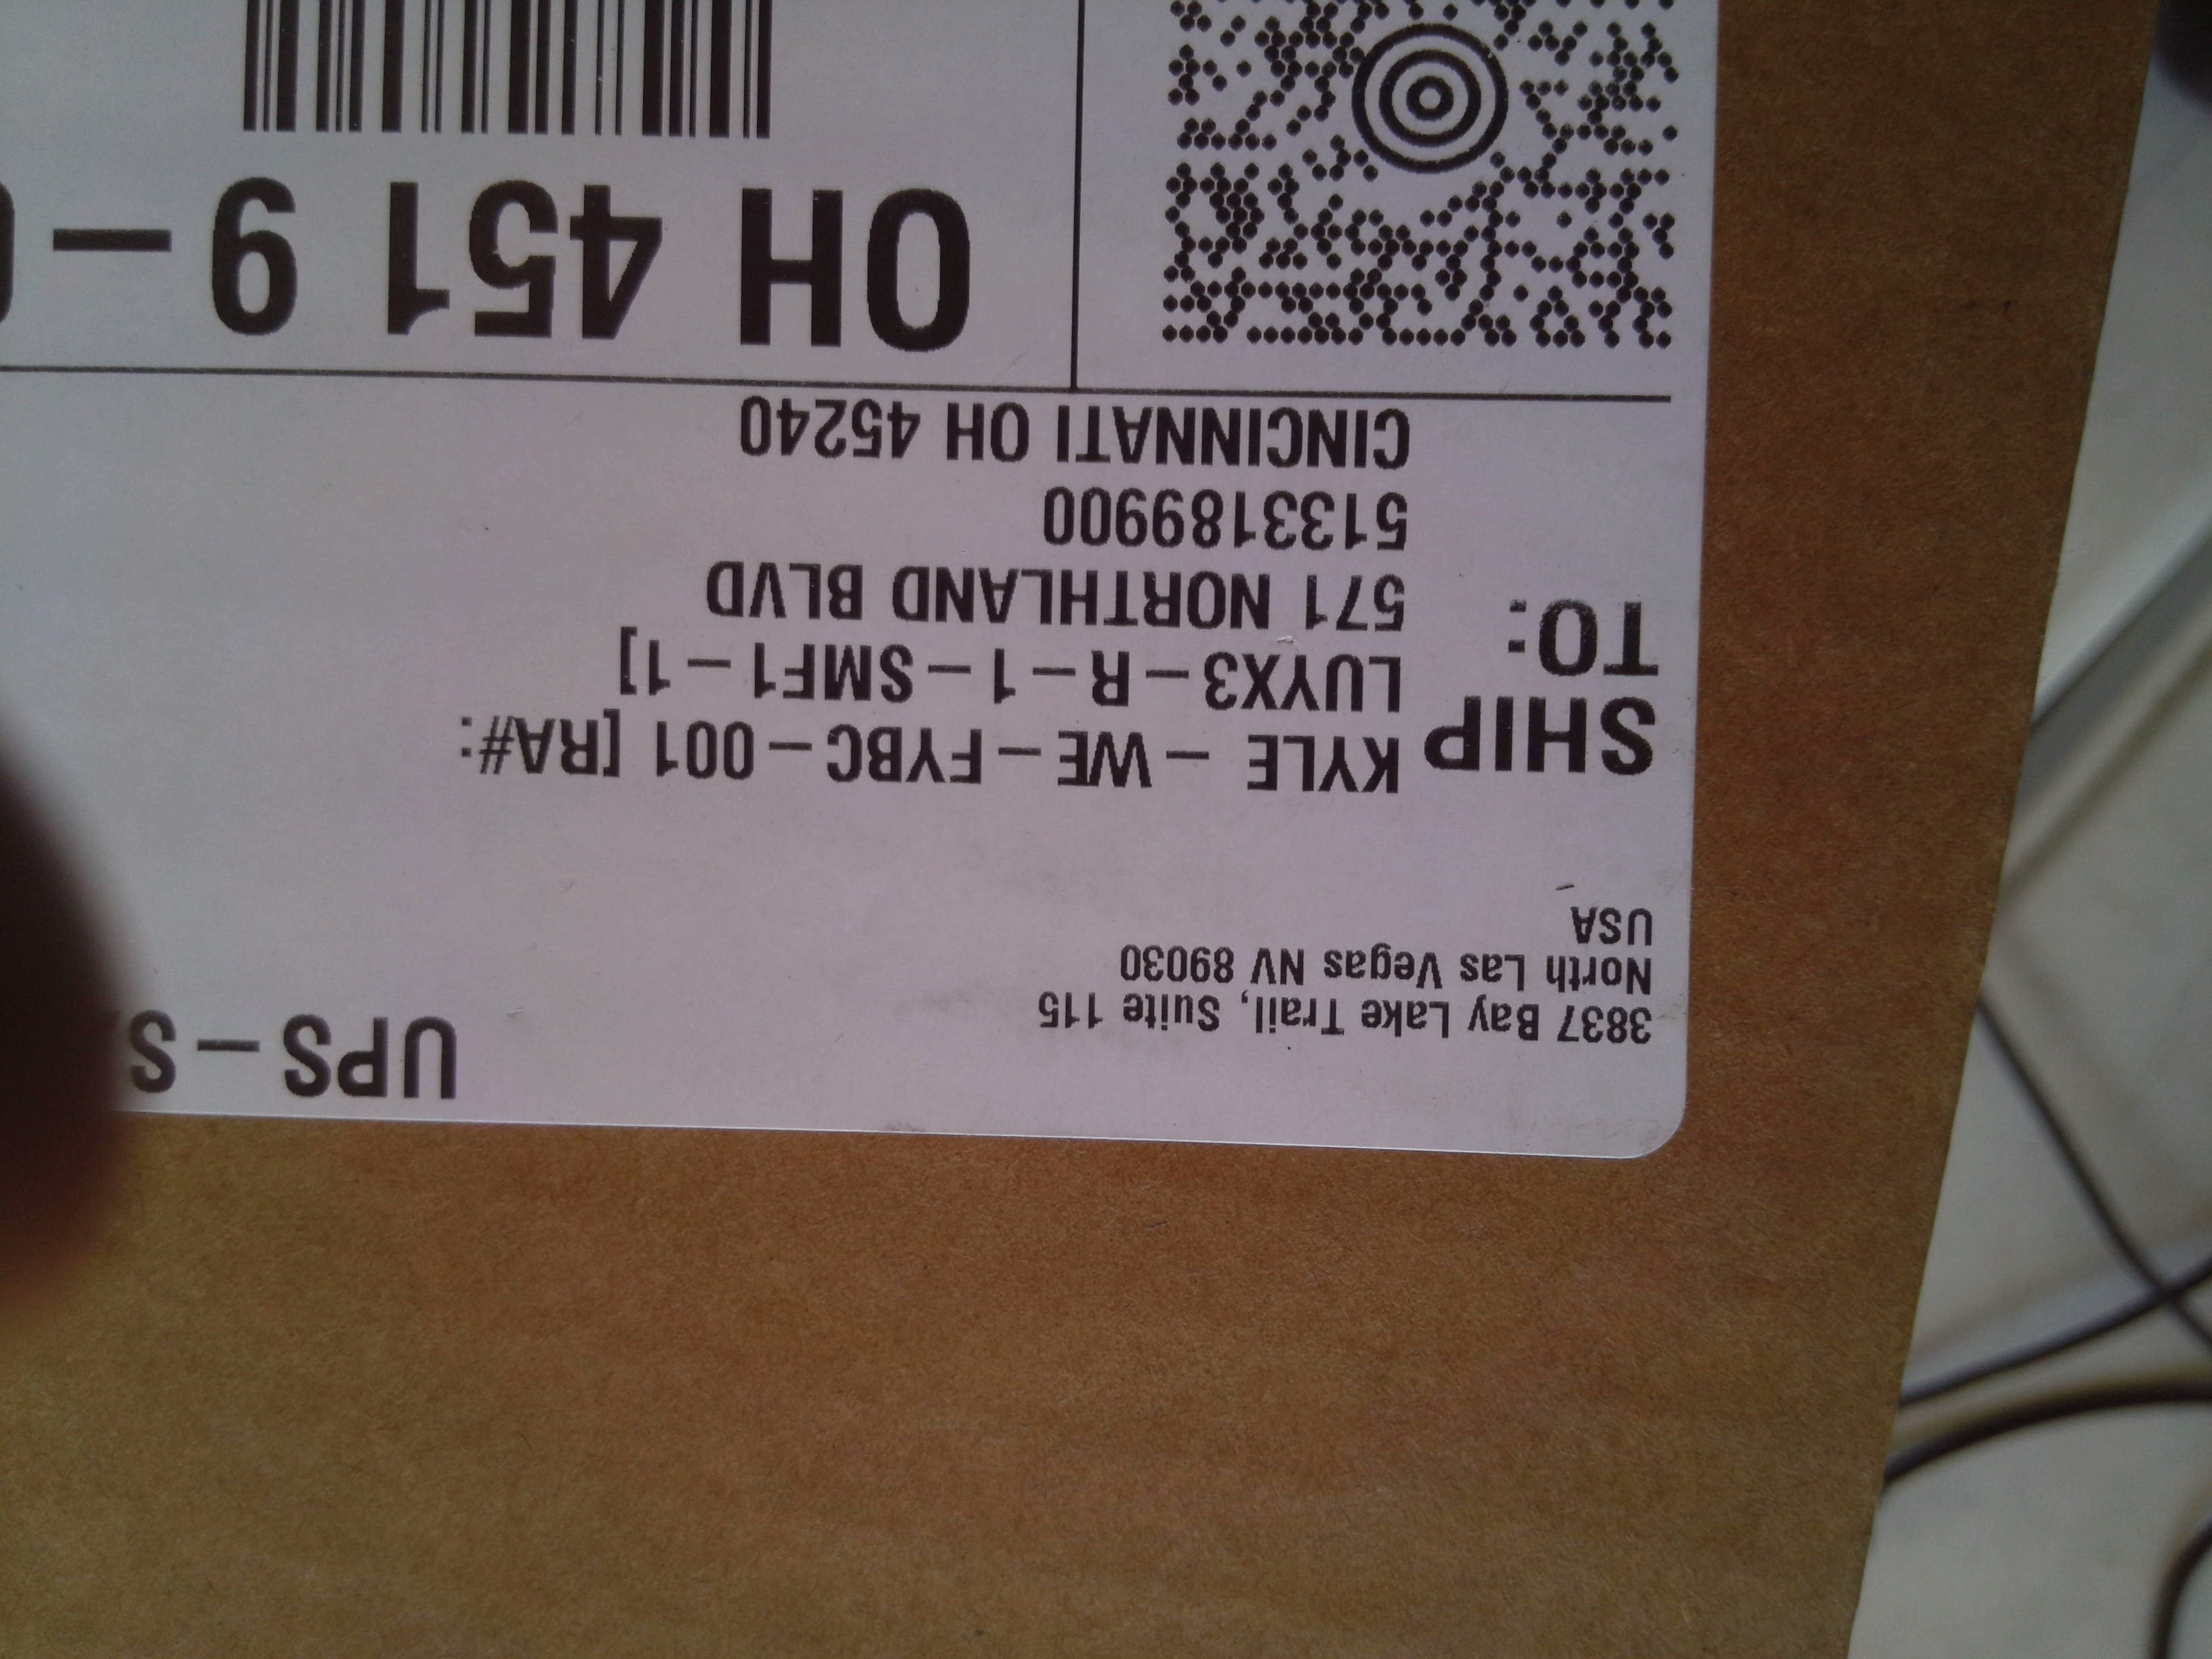 UPS-S
3837 Bay Lake Trail, Suite 115
North Las Vegas NV 89030
USA
SHIP
TO:
KYLE - WE-FYBC-001 [RA#:
LUYX3-R-1-SMF1-1]
571 NORTHLAND BLVD
5133189900
CINCINNATI OH 45240
OH 451 9-